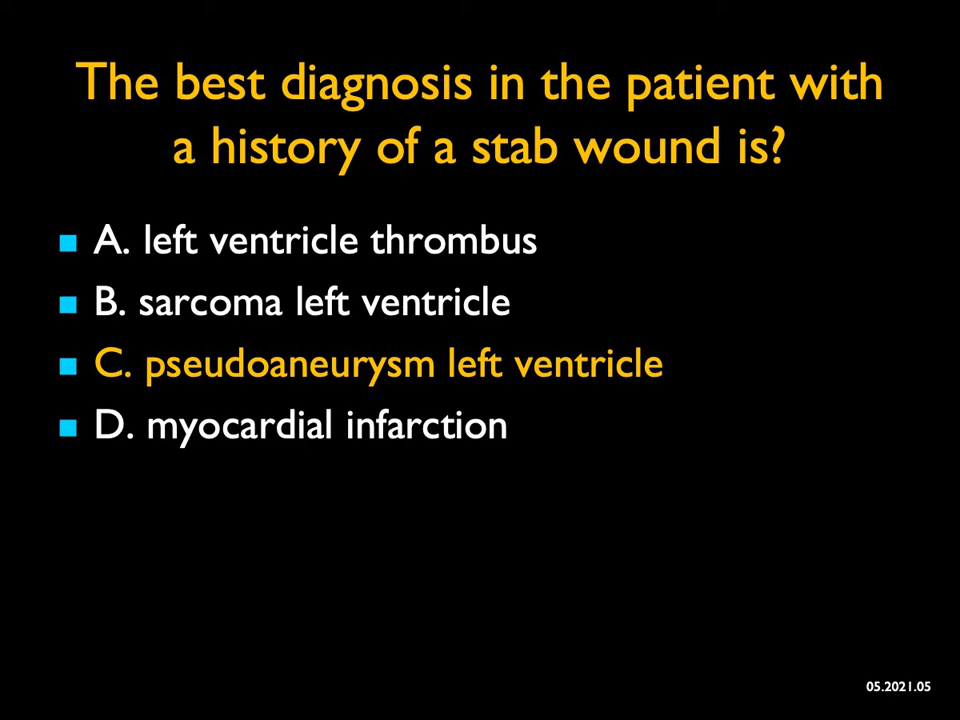 The best diagnosis in the patient with
a history of a stab wound is?
A. left ventricle thrombus
B. sarcoma left ventricle
C. pseudoaneurysm left ventricle
D. myocardial infarction
05.2021.05